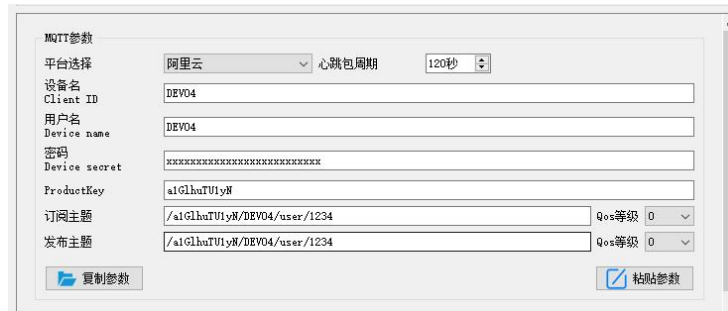 MQTT参数
平台选择 阿里云 心跳包周期 120秒
设备名
Client ID DEV04
用户名
Device name DEV04
密码
Device secret xxxxxxxxxxxxxxxxxxxxxxxxxx
ProductKey a1GlhuTU1yN
订阅主题 /a1GlhuTU1yN/DEV04/user/1234 Qos等级 0
发布主题 /a1GlhuTU1yN/DEV04/user/1234 Qos等级 0
复制参数 粘贴参数